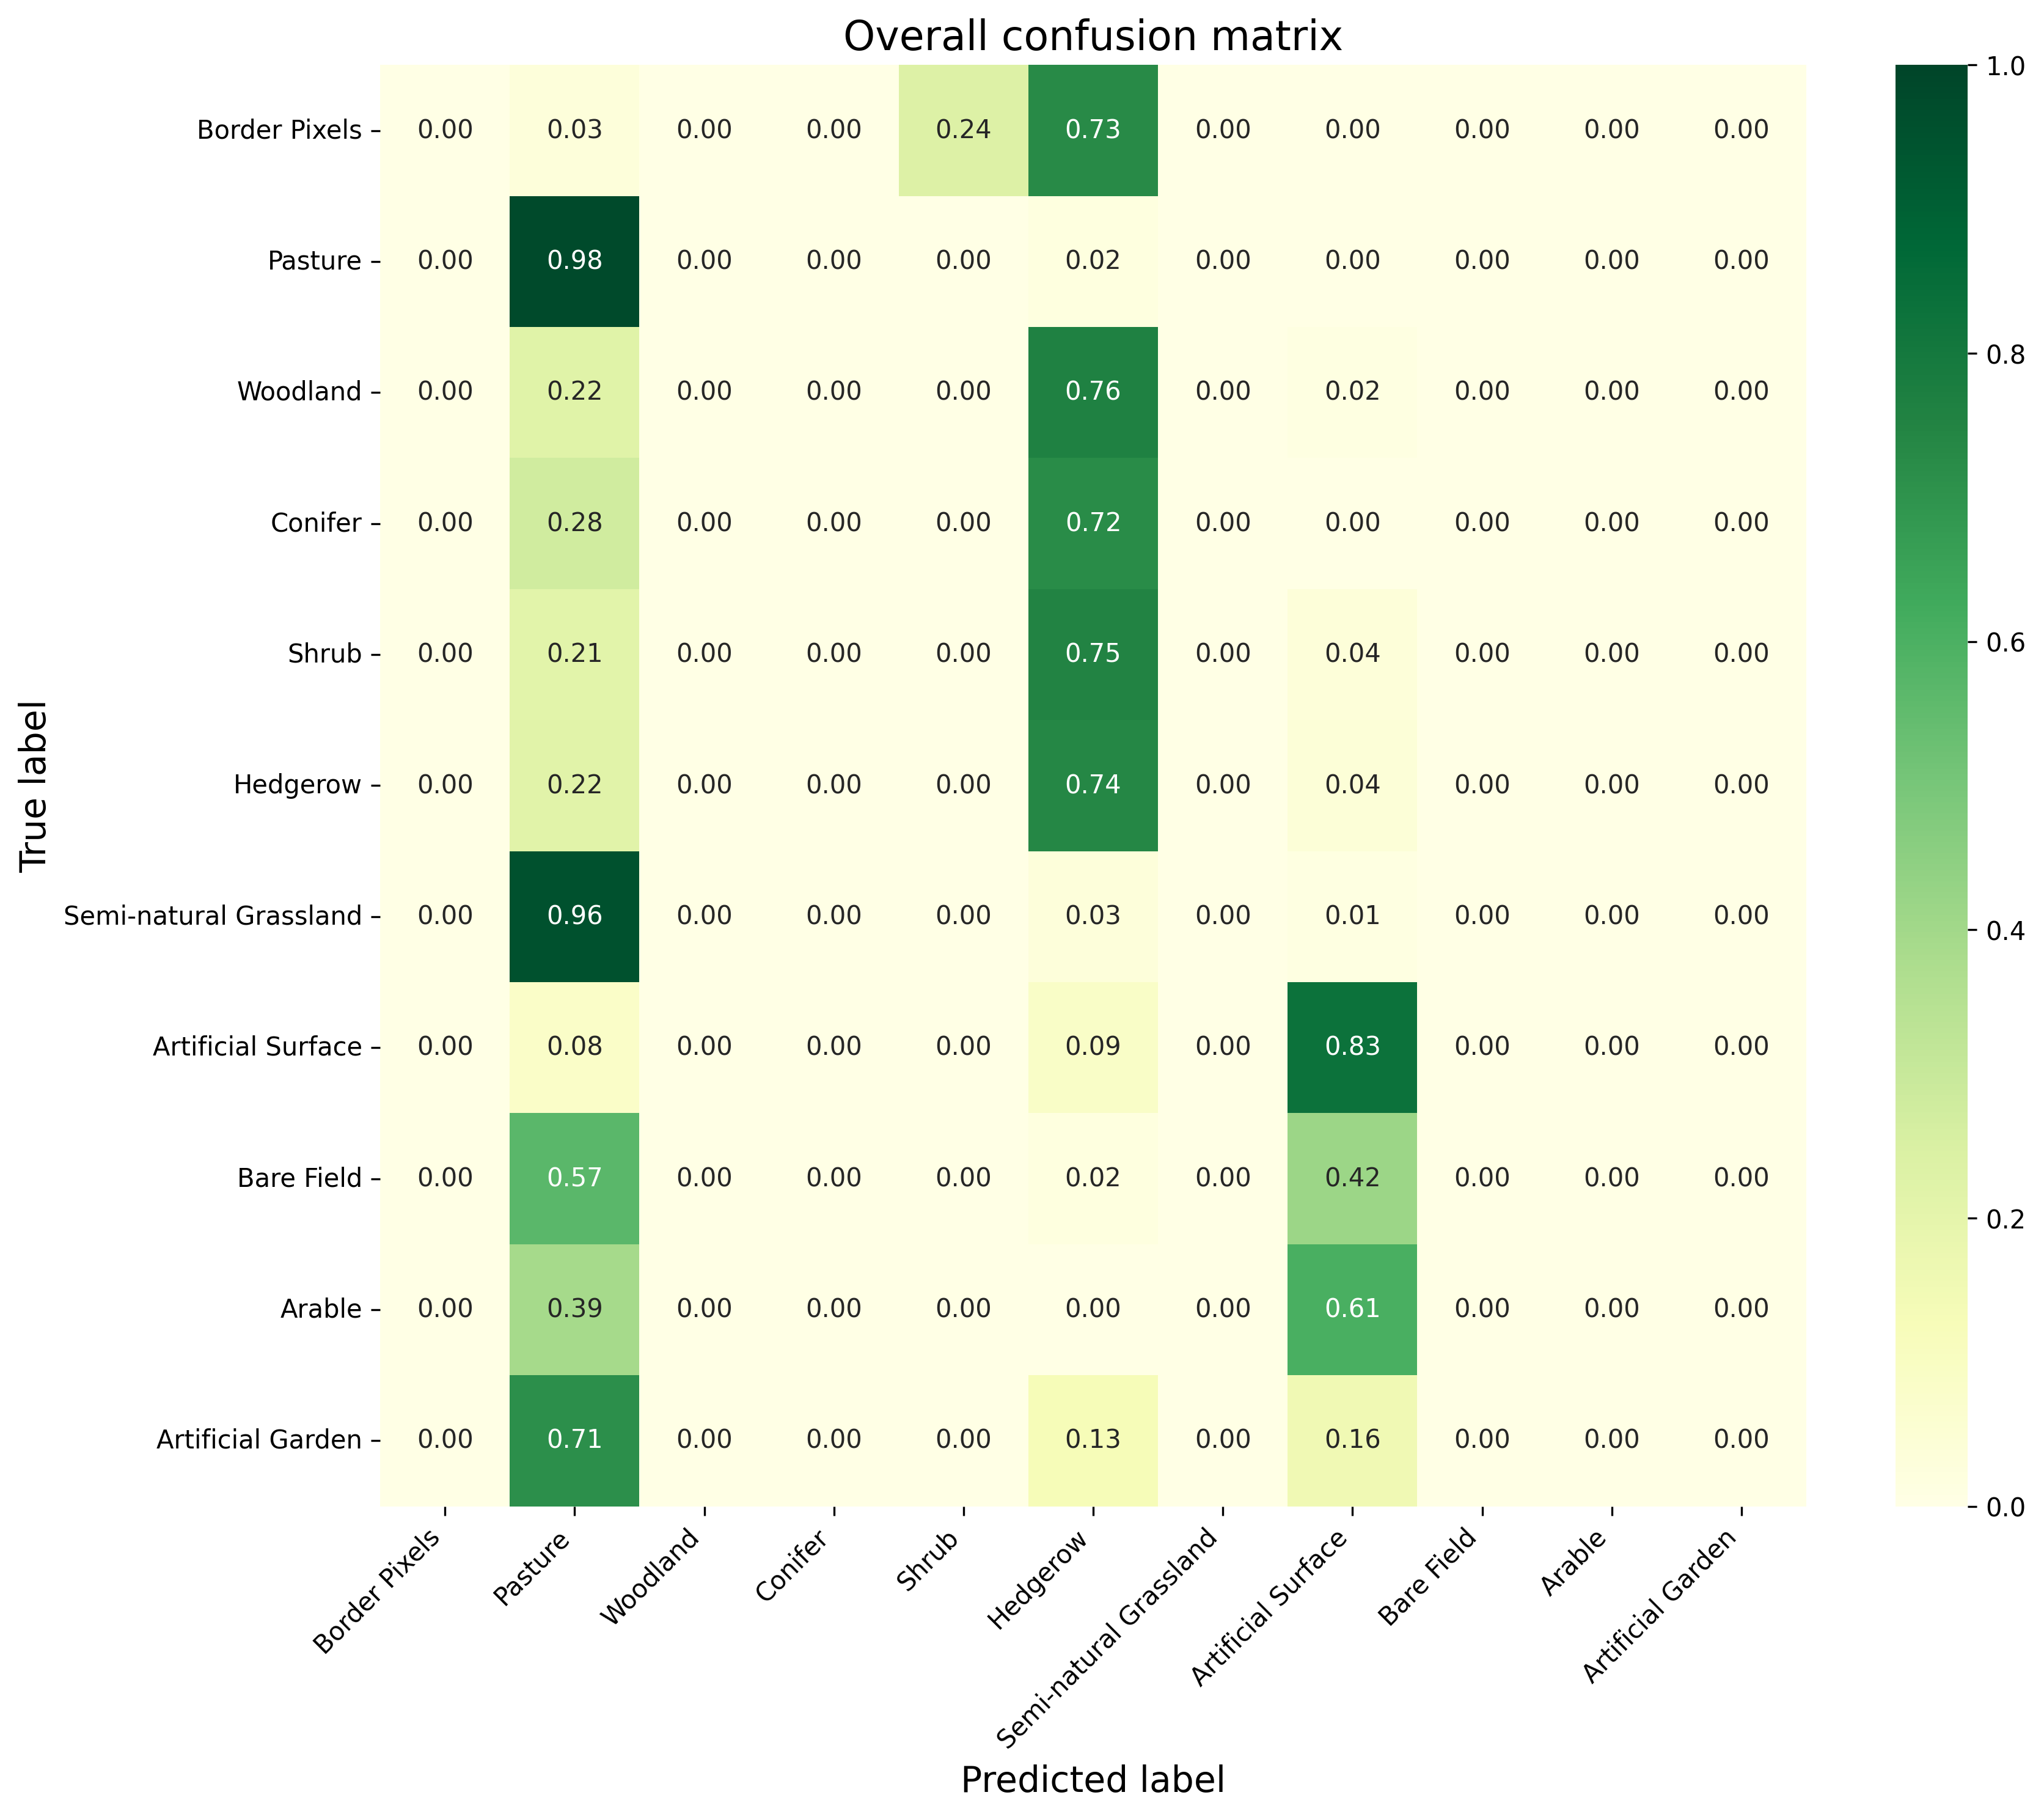 Overall confusion matrix
Border Pixels 0.00 0.03 0.00 0.00 0.24 0.73 0.00 0.00 0.00 0.00 0.00
Pasture 0.00 0.98 0.00 0.00 0.00 0.02 0.00 0.00 0.00 0.00 0.00
Woodland 0.00 0.22 0.00 0.00 0.00 0.76 0.00 0.02 0.00 0.00 0.00
Conifer 0.00 0.28 0.00 0.00 0.00 0.72 0.00 0.00 0.00 0.00 0.00
Shrub 0.00 0.21 0.00 0.00 0.00 0.75 0.00 0.04 0.00 0.00 0.00
Hedgerow 0.00 0.22 0.00 0.00 0.00 0.74 0.00 0.04 0.00 0.00 0.00
Semi-natural Grassland 0.00 0.96 0.00 0.00 0.00 0.03 0.00 0.01 0.00 0.00 0.00
Artificial Surface 0.00 0.08 0.00 0.00 0.00 0.09 0.00 0.83 0.00 0.00 0.00
Bare Field 0.00 0.57 0.00 0.00 0.00 0.02 0.00 0.42 0.00 0.00 0.00
Arable 0.00 0.39 0.00 0.00 0.00 0.00 0.00 0.61 0.00 0.00 0.00
Artificial Garden 0.00 0.71 0.00 0.00 0.00 0.13 0.00 0.16 0.00 0.00 0.00
True label
Border Pixels
Pasture
Woodland
Conifer
Shrub
Hedgerow
Semi-natural Grassland
Artificial Surface
Bare Field
Arable
Artificial Garden
Predicted label
1.0
0.8
0.6
0.4
0.2
0.0